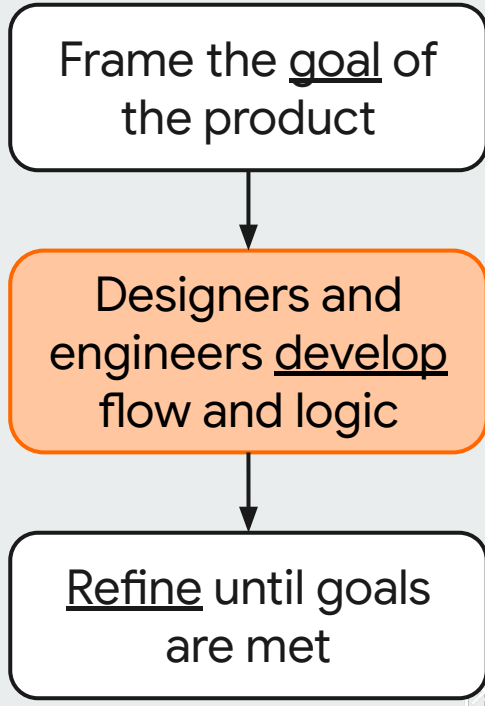 Frame the goal of
the product
Designers and
engineers develop
flow and logic
Refine until goals
are met